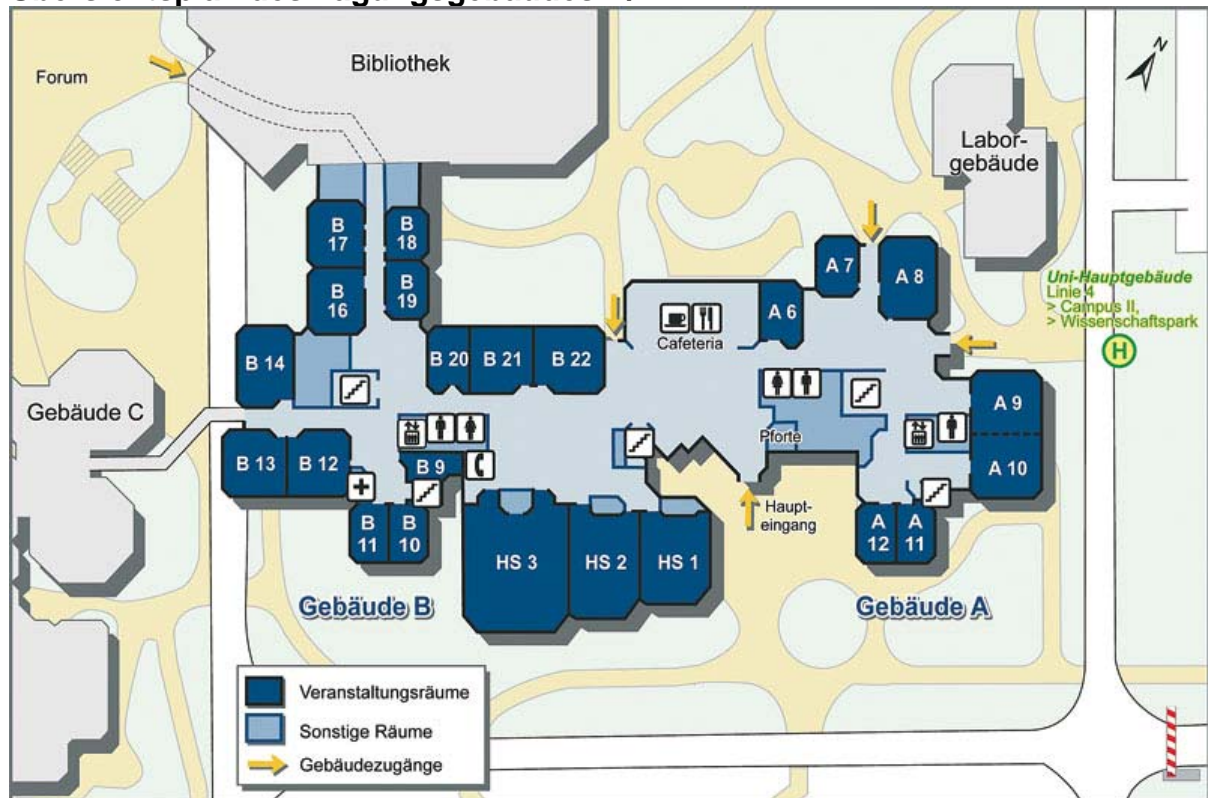 Forum
Bibliothek
N
Labor-
gebäude
B
17
B
18
A 7
A 8
B
16
B
19
A 6
Uni-Hauptgebäude
Linie 4
> Campus II,
> Wissenschaftspark
H
Cafeteria
B 14
B 20
B 21
B 22
Gebäude C
A 9
Pforte
B 13
B 12
B 9
A 10
Haupt-
eingang
B
11
B
10
A
12
A
11
HS 3
HS 2
HS 1
Gebäude B
Gebäude A
Veranstaltungsräume
Sonstige Räume
Gebäudezugänge